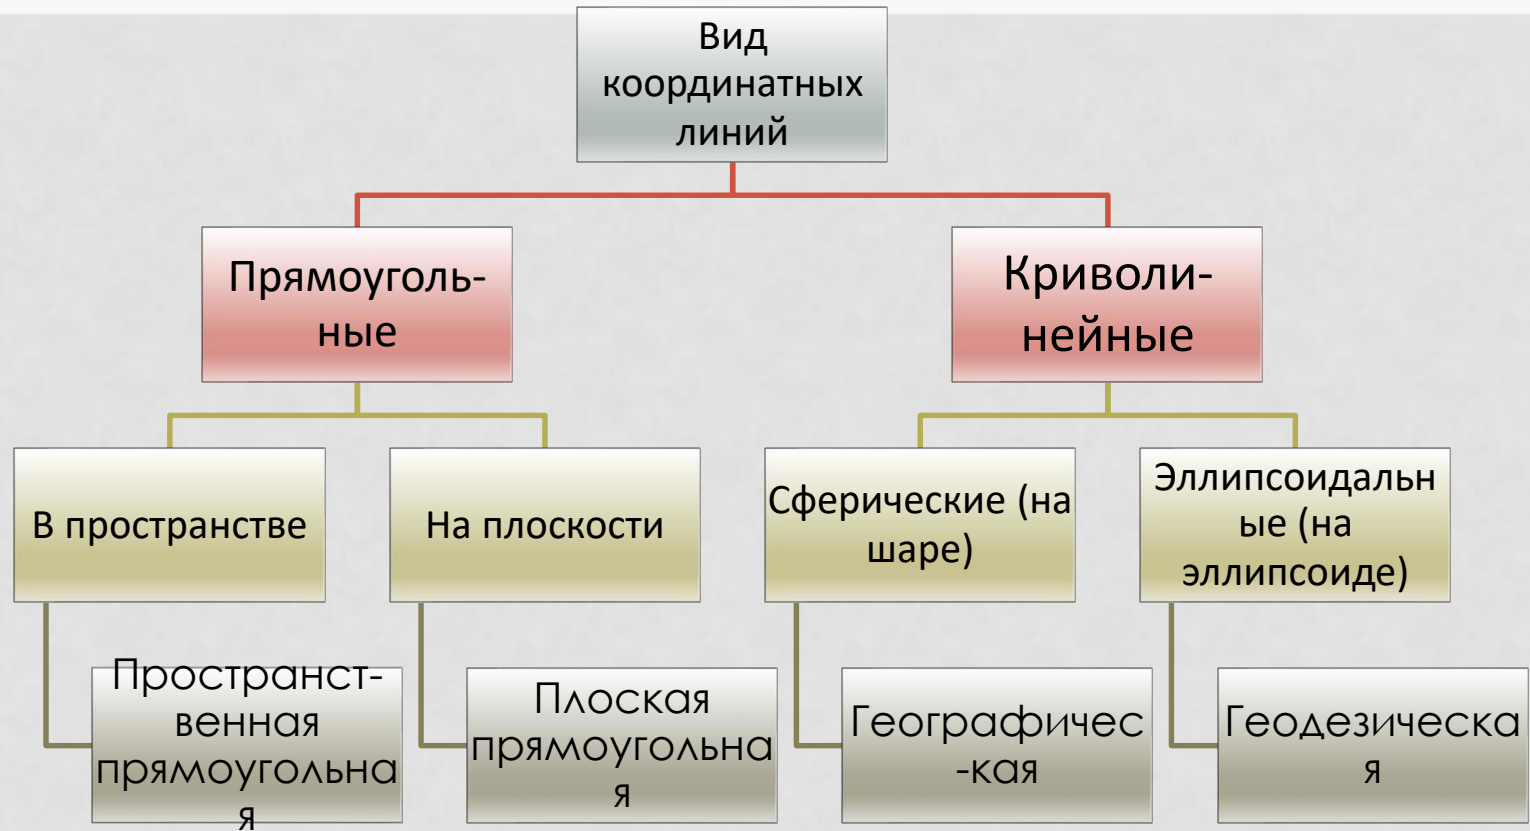 Вид
координатных
линий
Прямоуголь-
ные
Криволи-
нейные
В пространстве
На плоскости
Сферические (на
шаре)
Эллипсоидальн
ые (на
эллипсоиде)
Пространст-
венная
прямоугольна
я
Плоская
прямоугольна
я
Географичес
-кая
Геодезическа
я